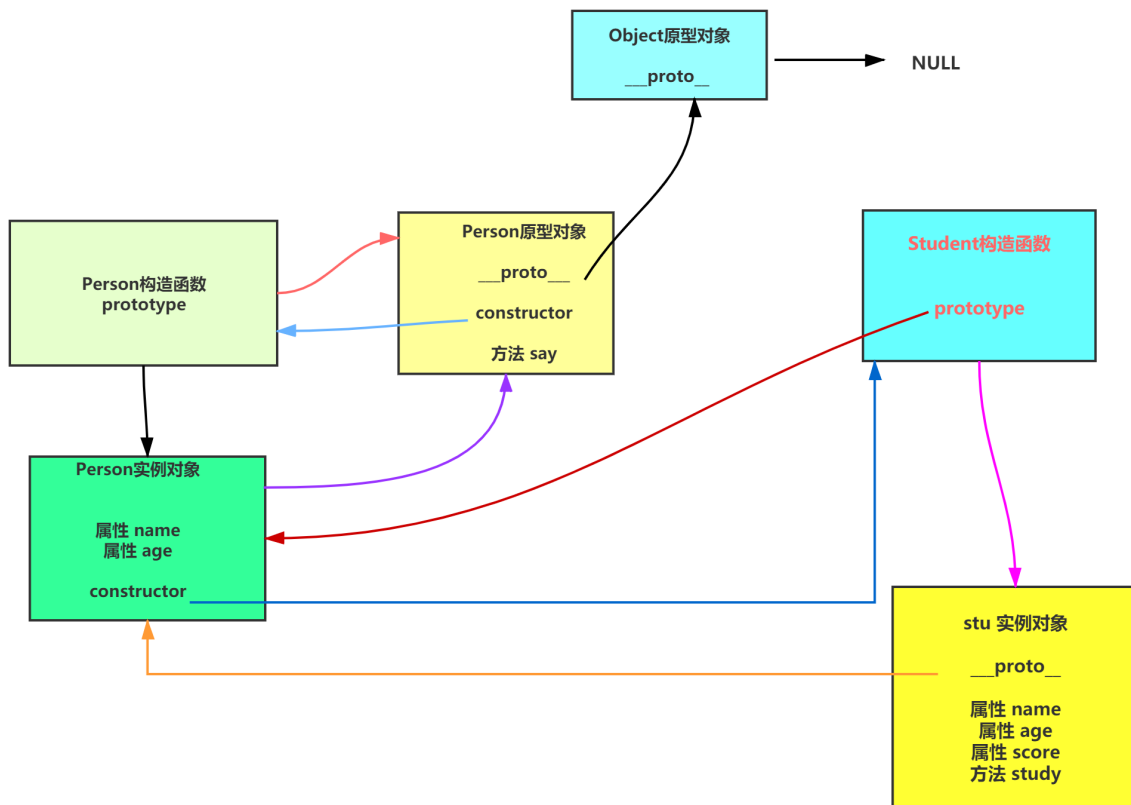 Object原型对象
___proto__
NULL
Person构造函数
prototype
Person原型对象
___proto___
constructor
方法 say
Student构造函数
prototype
Person实例对象
属性 name
属性 age
constructor
stu 实例对象
___proto__
属性 name
属性 age
属性 score
方法 study